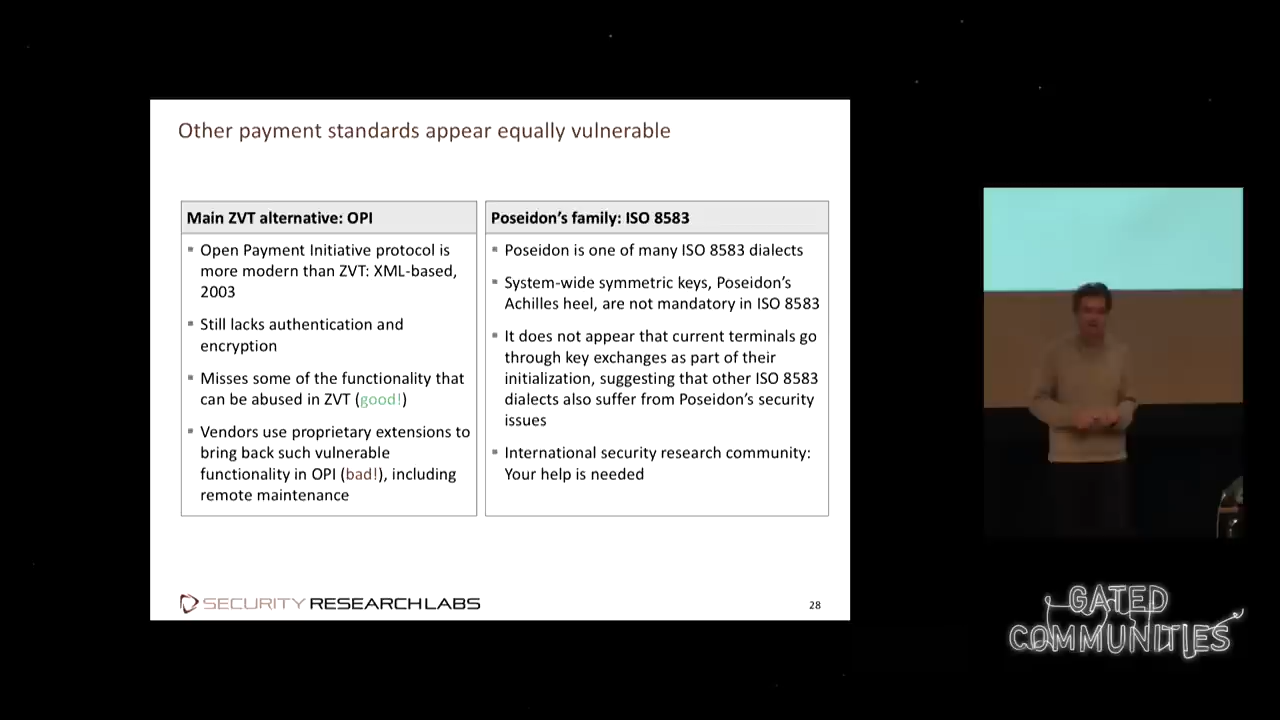 Other payment standards appear equally vulnerable
Main ZVT alternative: OPI
Open Payment Initiative protocol is
more modern than ZVT: XML-based,
2003
Still lacks authentication and
encryption
Misses some of the functionality that
can be abused in ZVT (good!)
Vendors use proprietary extensions to
bring back such vulnerable
functionality in OPI (bad!), including
remote maintenance
Poseidon’s family: ISO 8583
Poseidon is one of many ISO 8583 dialects
System-wide symmetric keys, Poseidon’s
Achilles heel, are not mandatory in ISO 8583
It does not appear that current terminals go
through key exchanges as part of their
initialization, suggesting that other ISO 8583
dialects also suffer from Poseidon’s security
issues
International security research community:
Your help is needed
SECURITY RESEARCH LABS
28
GATED
COMMUNITIES